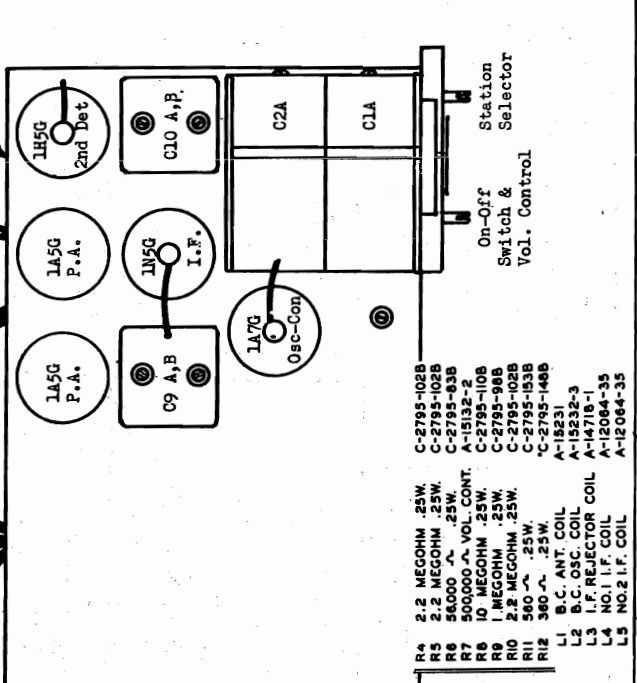 1A5G
P.A.
1A5G
P.A.
1H5G
2nd Det
C9 A,B
1N5G
I.F.
C10 A,B.
1A7G
Osc-Con
C2A
C1A
On-Off
Switch &
Vol. Control
Station
Selector
R4 2.2 MEGOHM .25W. C-2795-102B
R5 2.2 MEGOHM .25W. C-2795-102B
R6 56,000 ∿ .25W. C-2795-83B
R7 500,000 ∿ VOL. CONT. A-15132-2
R8 10 MEGOHM .25W. C-2795-110B
R9 1. MEGOHM .25W. C-2795-98B
R10 2.2 MEGOHM .25W. C-2795-102B
R11 560 ∿ .25W. C-2795-153B
R12 360 ∿ .25W. *C-2795-148B
L1 B.C. ANT. COIL A-15231
L2 B.C. OSC. COIL A-15232-3
L3 I.F. REJECTOR COIL A-14718-1
L4 NO.1 I.F. COIL A-12064-35
L5 NO.2 I.F. COIL A-12064-35